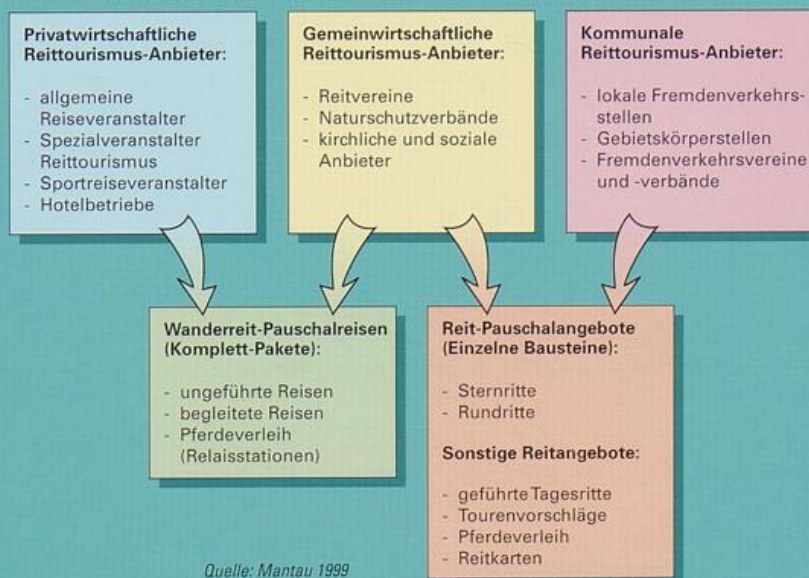 Privatwirtschaftliche
Reittourismus-Anbieter:
- allgemeine
Reiseveranstalter
- Spezialveranstalter
Reittourismus
- Sportreiseveranstalter
- Hotelbetriebe
Gemeinwirtschaftliche
Reittourismus-Anbieter:
- Reitvereine
- Naturschutzverbände
- kirchliche und soziale
Anbieter
Kommunale
Reittourismus-Anbieter:
- lokale Fremdenverkehrs-
stellen
- Gebietskörperstellen
- Fremdenverkehrsvereine
und -verbände
Wanderreit-Pauschalreisen
(Komplett-Pakete):
- ungeführte Reisen
- begleitete Reisen
- Pferdeverleih
(Relaisstationen)
Reit-Pauschalangebote
(Einzelne Bausteine):
- Sternritte
- Rundritte
Sonstige Reitangebote:
- geführte Tagesritte
- Tourenvorschläge
- Pferdeverleih
- Reitkarten
Quelle: Mantau 1999